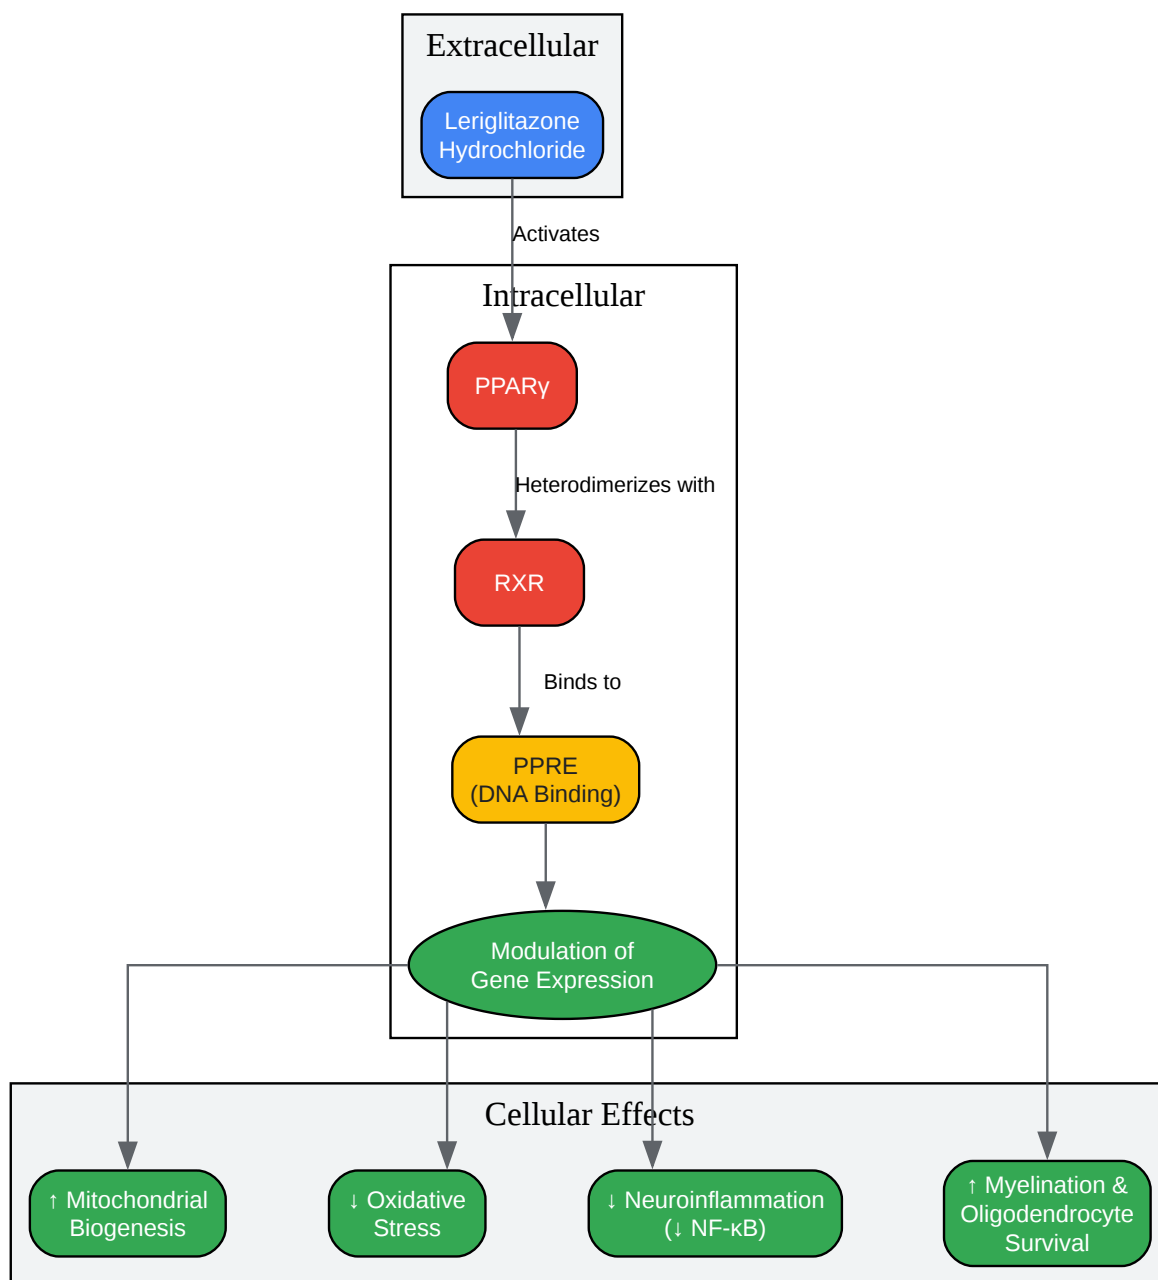 Extracellular
Leriglitazone
Hydrochloride
Activates
Intracellular
PPARγ
Heterodimerizes with
RXR
Binds to
PPRE
(DNA Binding)
Modulation of
Gene Expression
Cellular Effects
↑ Mitochondrial
Biogenesis
↓ Oxidative
Stress
↓ Neuroinflammation
(↓ NF-κB)
↑ Myelination &
Oligodendrocyte
Survival